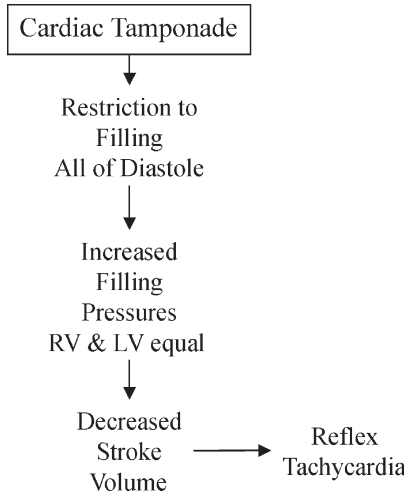 Cardiac Tamponade
Restriction to
Filling
All of Diastole
Increased
Filling
Pressures
RV & LV equal
Decreased
Stroke
Volume
Reflex
Tachycardia